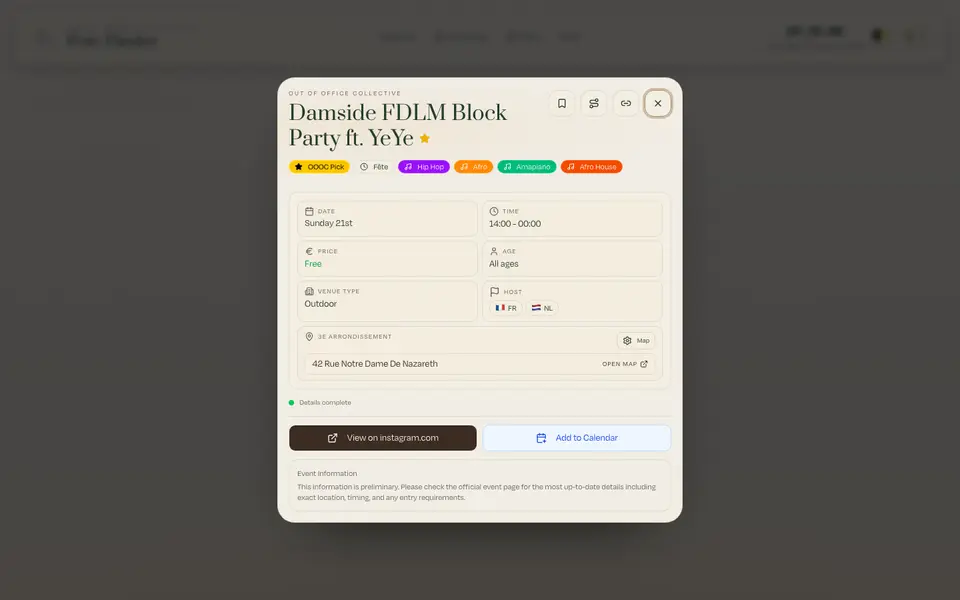 OUT OF OFFICE COLLECTIVE
Damside FDLM Block
Party ft. YeYe
OOOC Pick
Fête
Hip Hop
Afro
Amapiano
Afro House
DATE
Sunday 21st
TIME
14:00 - 00:00
PRICE
Free
AGE
All ages
VENUE TYPE
Outdoor
HOST
FR
NL
3E ARRONDISSEMENT
Map
42 Rue Notre Dame De Nazareth
OPEN MAP
Details complete
View on instagram.com
Add to Calendar
Event Information
This information is preliminary. Please check the official event page for the most up-to-date details including
exact location, timing, and any entry requirements.